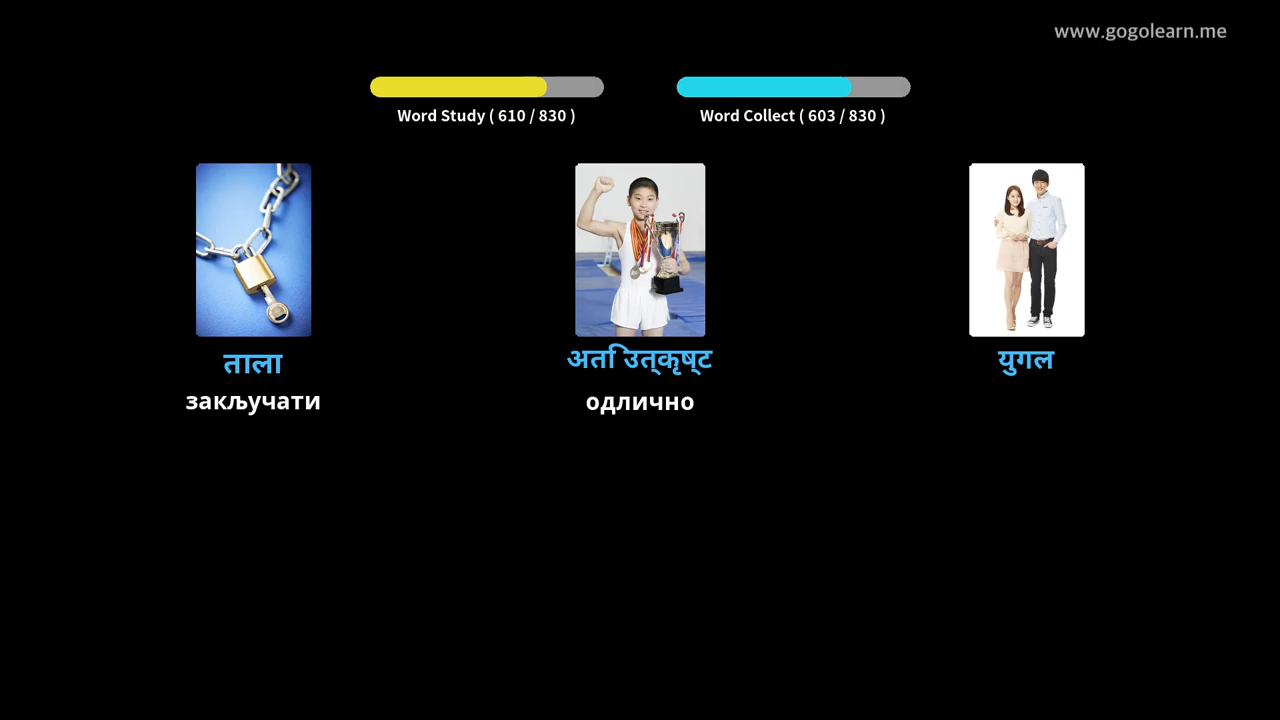 www.gogolearn.me
Word Study ( 610 / 830 )
Word Collect ( 603 / 830 )
ताला
अति उत्कृष्ट
युगल
закључати
одлично